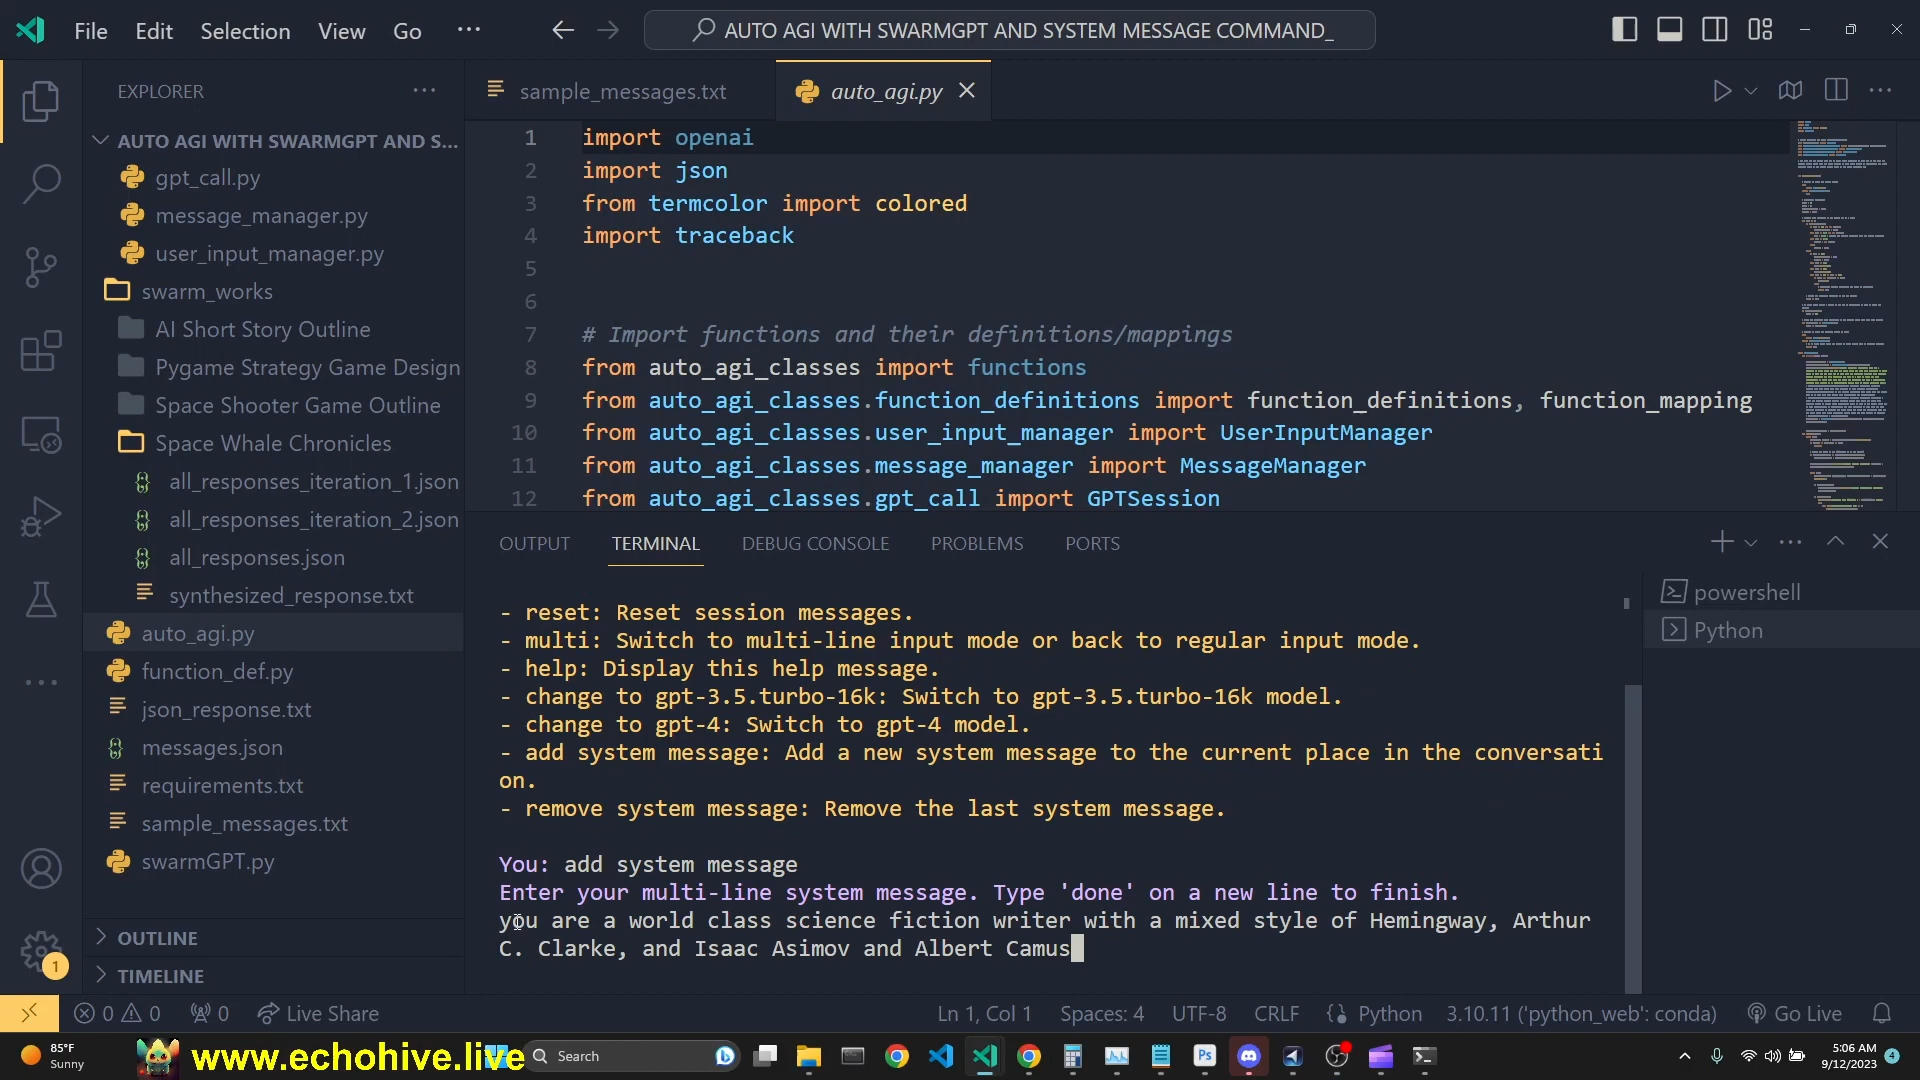 File Edit Selection View Go ... AUTO AGI WITH SWARMGPT AND SYSTEM MESSAGE COMMAND_
EXPLORER
AUTO AGI WITH SWARMGPT AND S...
gpt_call.py
message_manager.py
user_input_manager.py
swarm_works
AI Short Story Outline
Pygame Strategy Game Design
Space Shooter Game Outline
Space Whale Chronicles
all_responses_iteration_1.json
all_responses_iteration_2.json
all_responses.json
synthesized_response.txt
auto_agi.py
function_def.py
json_response.txt
messages.json
requirements.txt
sample_messages.txt
swarmGPT.py
OUTLINE
TIMELINE
1
sample_messages.txt auto_agi.py
1 import openai
2 import json
3 from termcolor import colored
4 import traceback
5
6
7 # Import functions and their definitions/mappings
8 from auto_agi_classes import functions
9 from auto_agi_classes.function_definitions import function_definitions, function_mapping
10 from auto_agi_classes.user_input_manager import UserInputManager
11 from auto_agi_classes.message_manager import MessageManager
12 from auto_agi_classes.gpt_call import GPTSession
OUTPUT TERMINAL DEBUG CONSOLE PROBLEMS PORTS
- reset: Reset session messages.
- multi: Switch to multi-line input mode or back to regular input mode.
- help: Display this help message.
- change to gpt-3.5.turbo-16k: Switch to gpt-3.5.turbo-16k model.
- change to gpt-4: Switch to gpt-4 model.
- add system message: Add a new system message to the current place in the conversati
on.
- remove system message: Remove the last system message.
You: add system message
Enter your multi-line system message. Type 'done' on a new line to finish.
you are a world class science fiction writer with a mixed style of Hemingway, Arthur
C. Clarke, and Isaac Asimov and Albert Camus
powershell
Python
0 0 0 Live Share Ln 1, Col 1 Spaces: 4 UTF-8 CRLF Python 3.10.11 ('python_web': conda) Go Live
85°F
Sunny
www.echohive.live
Search
Ps
5:06 AM
9/12/2023
4